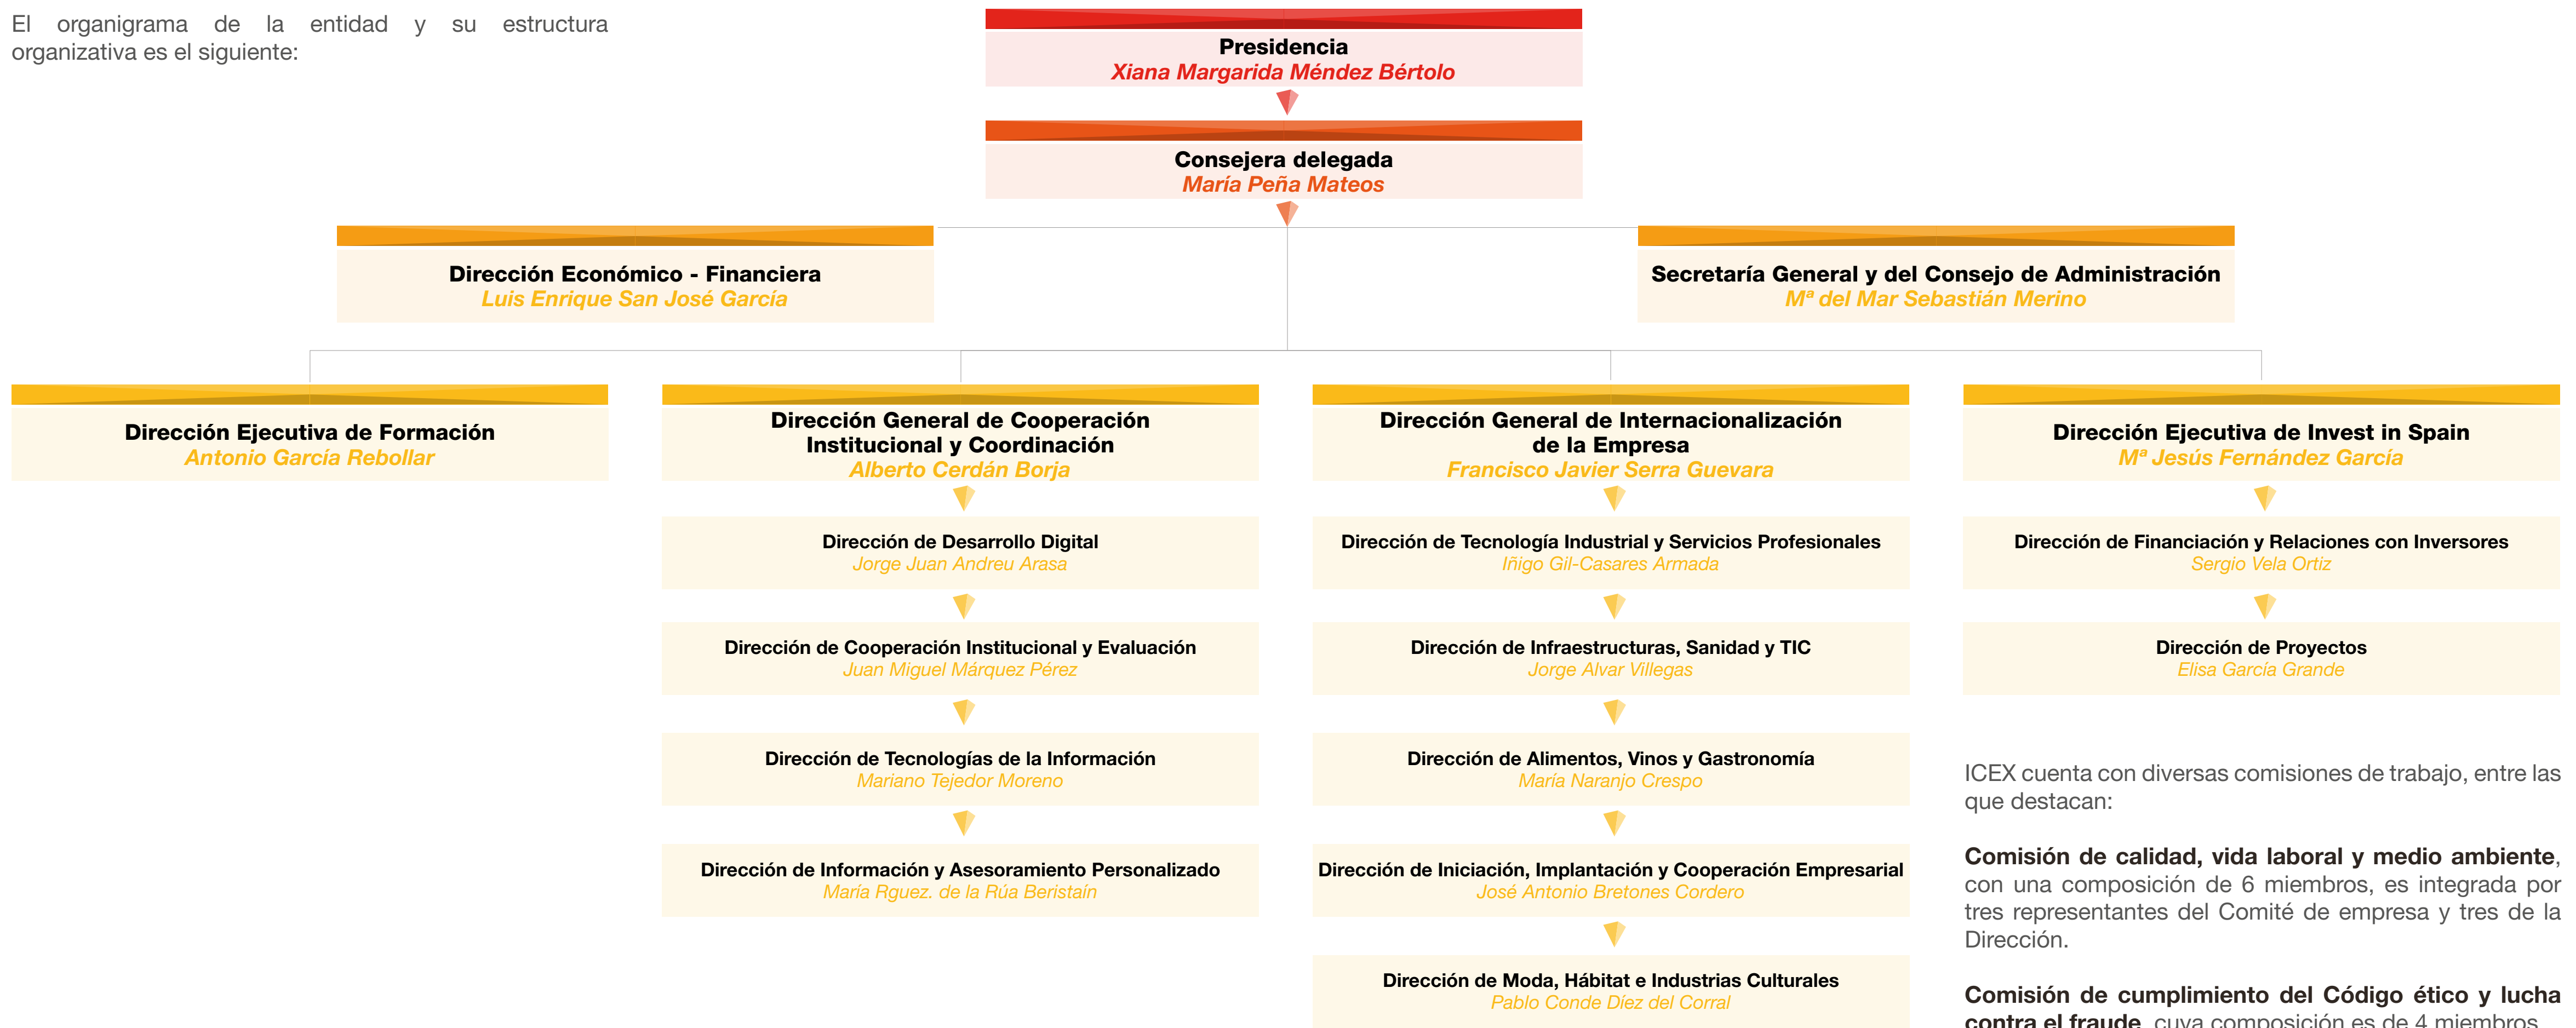 El organigrama de la entidad y su estructura
organizativa es el siguiente:
Presidencia
Xiana Margarida Méndez Bértolo
Consejera delegada
María Peña Mateos
Dirección Económico - Financiera
Luis Enrique San José García
Secretaría General y del Consejo de Administración
Mª del Mar Sebastián Merino
Dirección Ejecutiva de Formación
Antonio García Rebollar
Dirección General de Cooperación
Institucional y Coordinación
Alberto Cerdán Borja
Dirección de Desarrollo Digital
Jorge Juan Andreu Arasa
Dirección de Cooperación Institucional y Evaluación
Juan Miguel Márquez Pérez
Dirección de Tecnologías de la Información
Mariano Tejedor Moreno
Dirección de Información y Asesoramiento Personalizado
María Rguez. de la Rúa Beristaín
Dirección General de Internacionalización
de la Empresa
Francisco Javier Serra Guevara
Dirección de Tecnología Industrial y Servicios Profesionales
Iñigo Gil-Casares Armada
Dirección de Infraestructuras, Sanidad y TIC
Jorge Alvar Villegas
Dirección de Alimentos, Vinos y Gastronomía
María Naranjo Crespo
Dirección de Iniciación, Implantación y Cooperación Empresarial
José Antonio Bretones Cordero
Dirección de Moda, Hábitat e Industrias Culturales
Pablo Conde Díez del Corral
Dirección Ejecutiva de Invest in Spain
Mª Jesús Fernández García
Dirección de Financiación y Relaciones con Inversores
Sergio Vela Ortiz
Dirección de Proyectos
Elisa García Grande
ICEX cuenta con diversas comisiones de trabajo, entre las
que destacan:
Comisión de calidad, vida laboral y medio ambiente,
con una composición de 6 miembros, es integrada por
tres representantes del Comité de empresa y tres de la
Dirección.
Comisión de cumplimiento del Código ético y lucha
contra el fraude, cuya composición es de 4 miembros